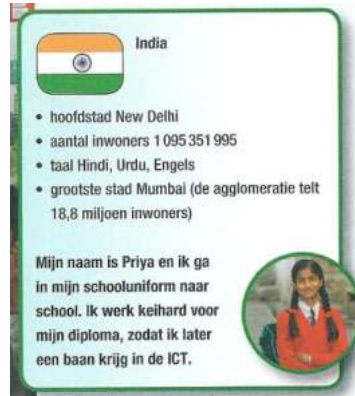 India
• hoofdstad New Delhi
• aantal inwoners 1 095 351 995
• taal Hindi, Urdu, Engels
• grootste stad Mumbai (de agglomeratie telt
18,8 miljoen inwoners)
Mijn naam is Priya en ik ga
in mijn schooluniform naar
school. Ik werk keihard voor
mijn diploma, zodat ik later
een baan krijg in de ICT.